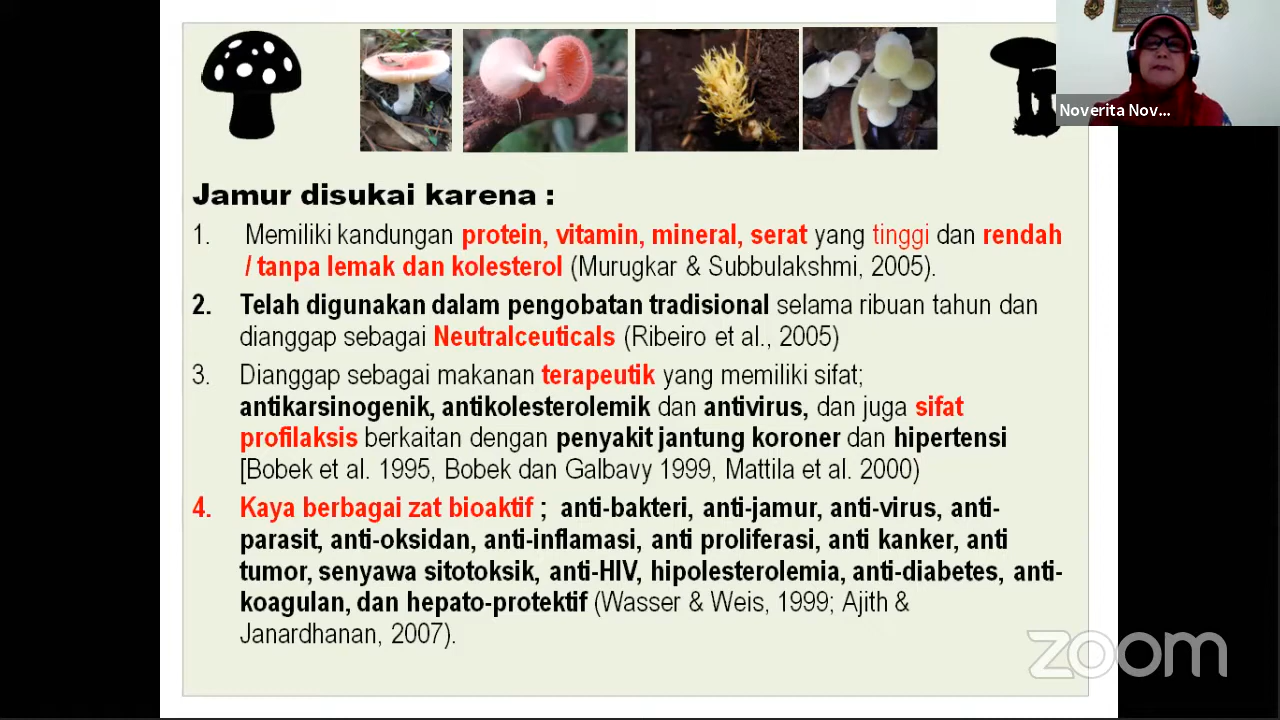 Noverita Nov...
Jamur disukai karena :
1. Memiliki kandungan protein, vitamin, mineral, serat yang tinggi dan rendah
/ tanpa lemak dan kolesterol (Murugkar & Subbulakshmi, 2005).
2. Telah digunakan dalam pengobatan tradisional selama ribuan tahun dan
dianggap sebagai Neutralceuticals (Ribeiro et al., 2005)
3. Dianggap sebagai makanan terapeutik yang memiliki sifat;
antikarsinogenik, antikolesterolemik dan antivirus, dan juga sifat
profilaksis berkaitan dengan penyakit jantung koroner dan hipertensi
[Bobek et al. 1995, Bobek dan Galbavy 1999, Mattila et al. 2000)
4. Kaya berbagai zat bioaktif ; anti-bakteri, anti-jamur, anti-virus, anti-
parasit, anti-oksidan, anti-inflamasi, anti proliferasi, anti kanker, anti
tumor, senyawa sitotoksik, anti-HIV, hipolesterolemia, anti-diabetes, anti-
koagulan, dan hepato-protektif (Wasser & Weis, 1999; Ajith &
Janardhanan, 2007).
zoom